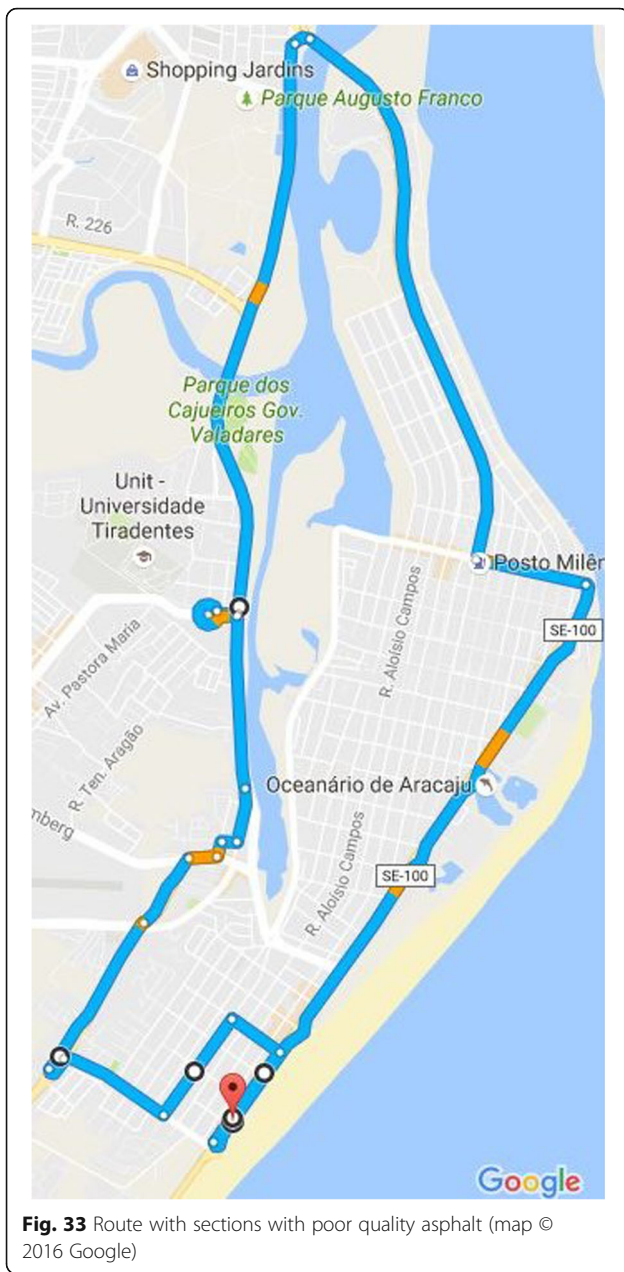 Shopping Jardins
Parque Augusto Franco
R. 226
Parque dos
Cajueiros Gov.
Valadares
Unit -
Universidade
Tiradentes
Posto Milên
R. Aloísio Campos
SE-100
Av. Pastora Maria
R. Ten. Aragão
Oceanário de Aracaju
mberg
SE-100
R. Aloísio Campos
Google
Fig. 33 Route with sections with poor quality asphalt (map ©
2016 Google)